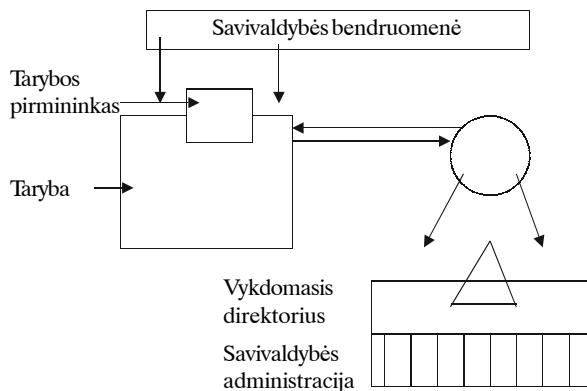 Savivaldybės bendruomenė
Tarybos
pirmininkas
Taryba
Vykdomasis
direktorius
Savivaldybės
administracija